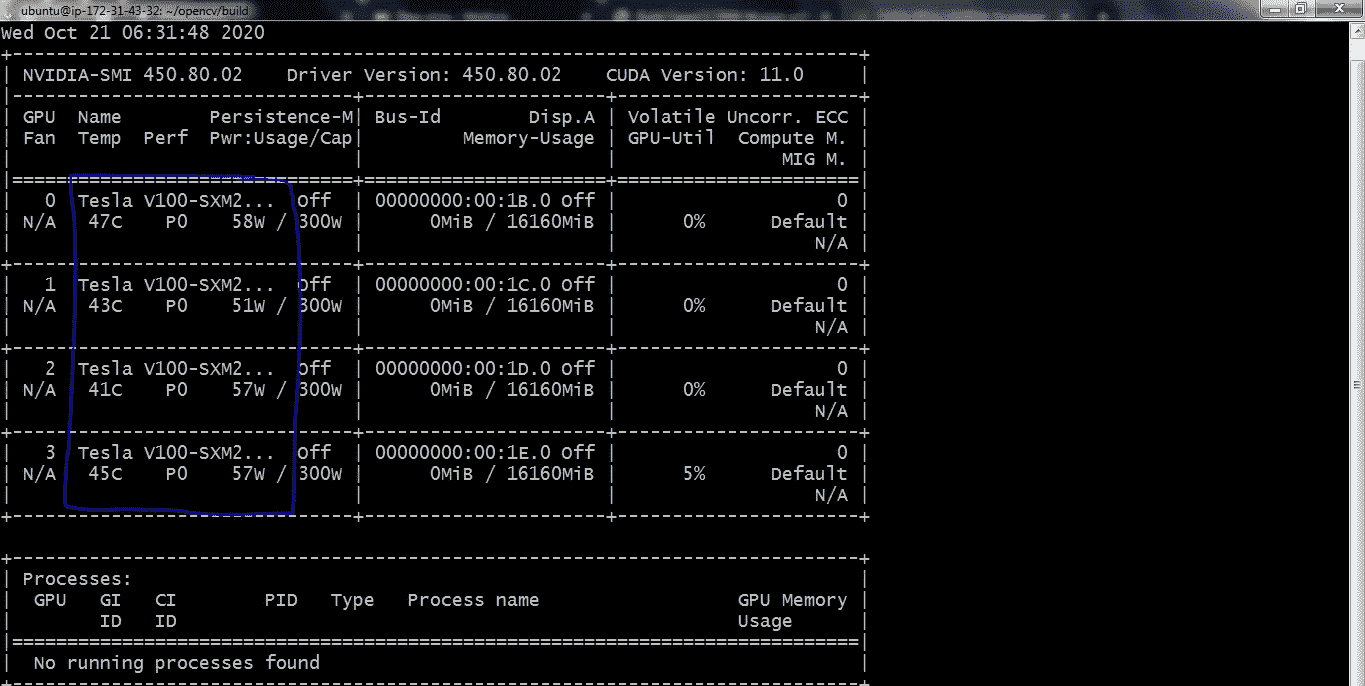 ubuntu@ip-172-31-43-32: ~/opencv/build
Wed Oct 21 06:31:48 2020
+-----------------------------------------------------------------------------+
| NVIDIA-SMI 450.80.02    Driver Version: 450.80.02    CUDA Version: 11.0     |
|-------------------------------+----------------------+----------------------+
| GPU  Name        Persistence-M| Bus-Id        Disp.A | Volatile Uncorr. ECC |
| Fan  Temp  Perf  Pwr:Usage/Cap|         Memory-Usage | GPU-Util  Compute M. |
|                               |                      |               MIG M. |
|===============================+======================+======================|
|   0  Tesla V100-SXM2...  Off  | 00000000:00:1B.0 Off |                    0 |
| N/A   47C    P0    58W / 300W |      0MiB / 16160MiB |      0%      Default |
|                               |                      |                  N/A |
+-------------------------------+----------------------+----------------------+
|   1  Tesla V100-SXM2...  Off  | 00000000:00:1C.0 Off |                    0 |
| N/A   43C    P0    51W / 300W |      0MiB / 16160MiB |      0%      Default |
|                               |                      |                  N/A |
+-------------------------------+----------------------+----------------------+
|   2  Tesla V100-SXM2...  Off  | 00000000:00:1D.0 Off |                    0 |
| N/A   41C    P0    57W / 300W |      0MiB / 16160MiB |      0%      Default |
|                               |                      |                  N/A |
+-------------------------------+----------------------+----------------------+
|   3  Tesla V100-SXM2...  Off  | 00000000:00:1E.0 Off |                    0 |
| N/A   45C    P0    57W / 300W |      0MiB / 16160MiB |      5%      Default |
|                               |                      |                  N/A |
+-------------------------------+----------------------+----------------------+
+-----------------------------------------------------------------------------+
| Processes:                                                                  |
|  GPU   GI   CI        PID   Type   Process name                  GPU Memory |
|        ID   ID                                                   Usage      |
|=============================================================================|
|  No running processes found                                                 |
+-----------------------------------------------------------------------------+